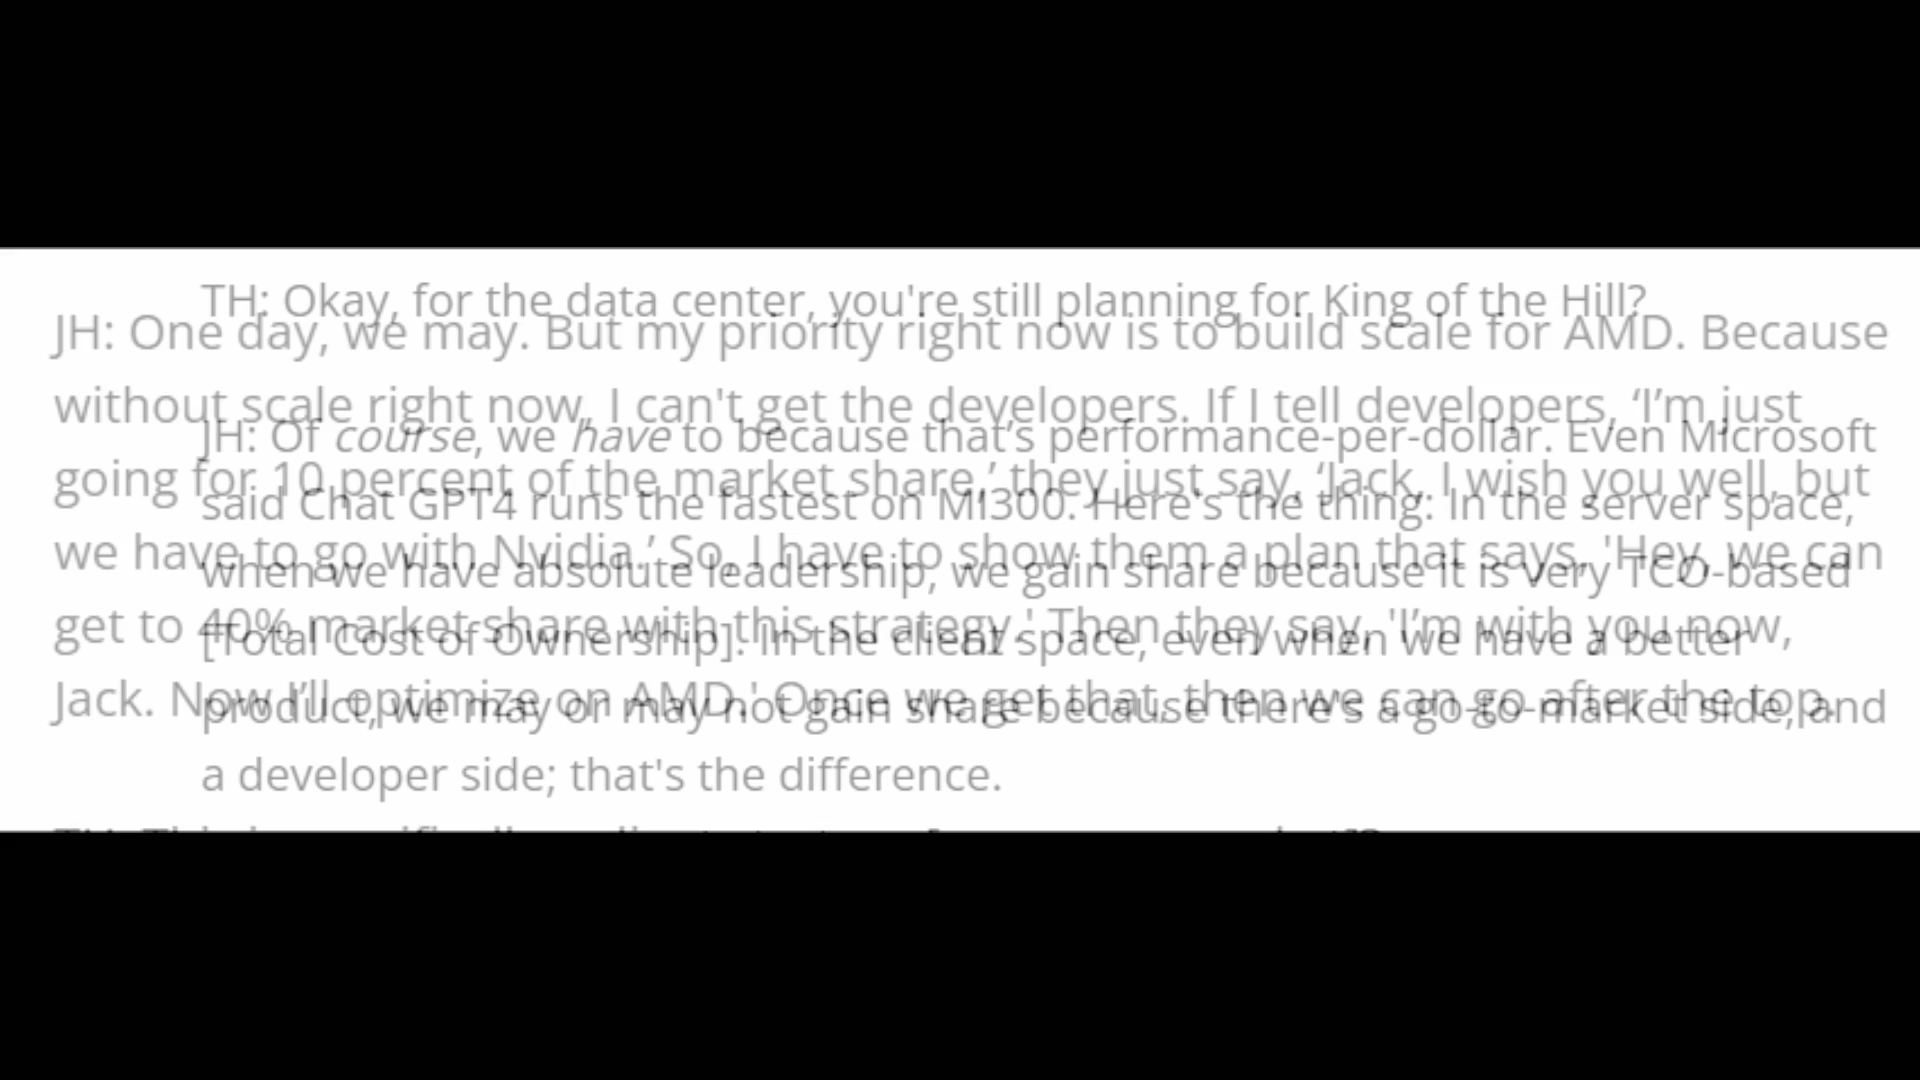 JH: One day, we may. But my priority right now is to build scale for AMD. Because
without scale right now, I can't get the developers. If I tell developers, ‘I’m just
going for 10 percent of the market share,’ they just say, ‘Jack, I wish you well, but
we have to go with Nvidia.’ So, I have to show them a plan that says, 'Hey, we can
get to 40% market share with this strategy.' Then they say, 'I’m with you now,
Jack. Now I’ll optimize on AMD.' Once we get that, then we can go after the top.
TH: Okay, for the data center, you're still planning for King of the Hill?
JH: Of course, we have to because that’s performance-per-dollar. Even Microsoft
said Chat GPT4 runs the fastest on MI300. Here's the thing: In the server space,
when we have absolute leadership, we gain share because it is very TCO-based
[Total Cost of Ownership]. In the client space, even when we have a better
product, we may or may not gain share because there's a go-to-market side, and
a developer side; that's the difference.